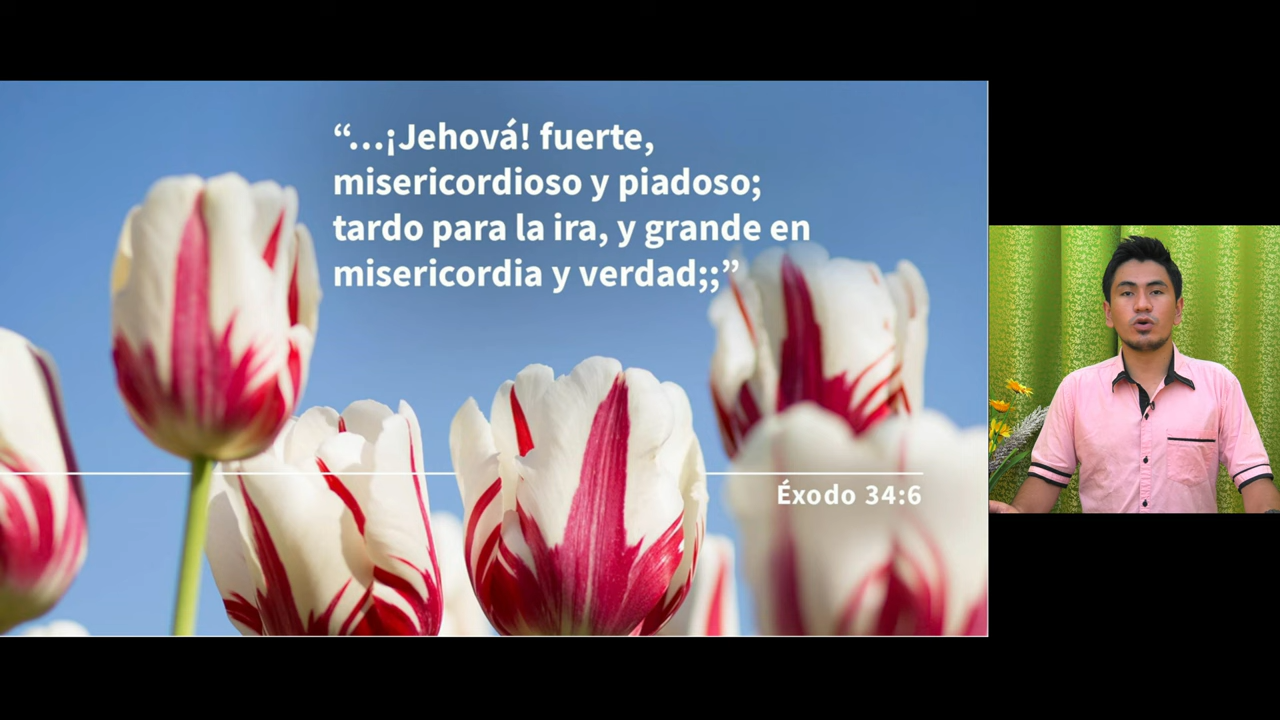 “...¡Jehová! fuerte,
misericordioso y piadoso;
tardo para la ira, y grande en
misericordia y verdad;;”
Éxodo 34:6